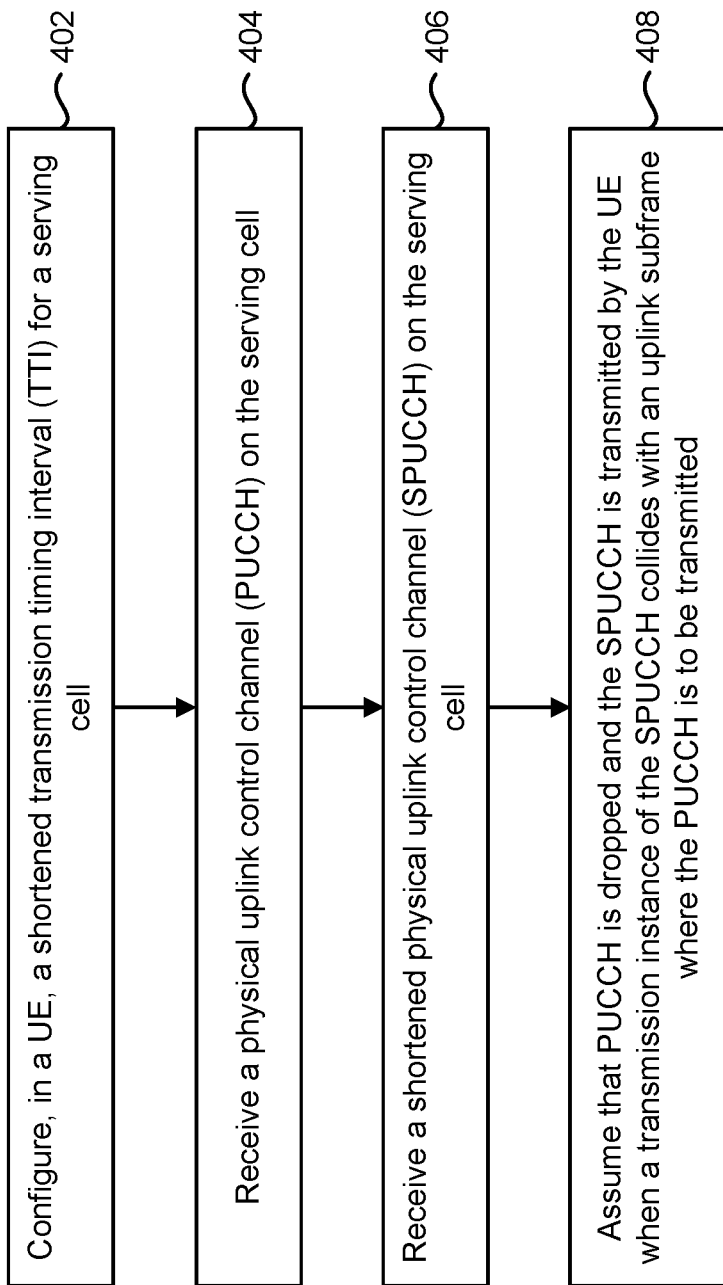 Configure, in a UE, a shortened transmission timing interval (TTI) for a serving
cell
402
Receive a physical uplink control channel (PUCCH) on the serving cell
404
Receive a shortened physical uplink control channel (SPUCCH) on the serving
cell
406
Assume that PUCCH is dropped and the SPUCCH is transmitted by the UE
when a transmission instance of the SPUCCH collides with an uplink subframe
where the PUCCH is to be transmitted
408